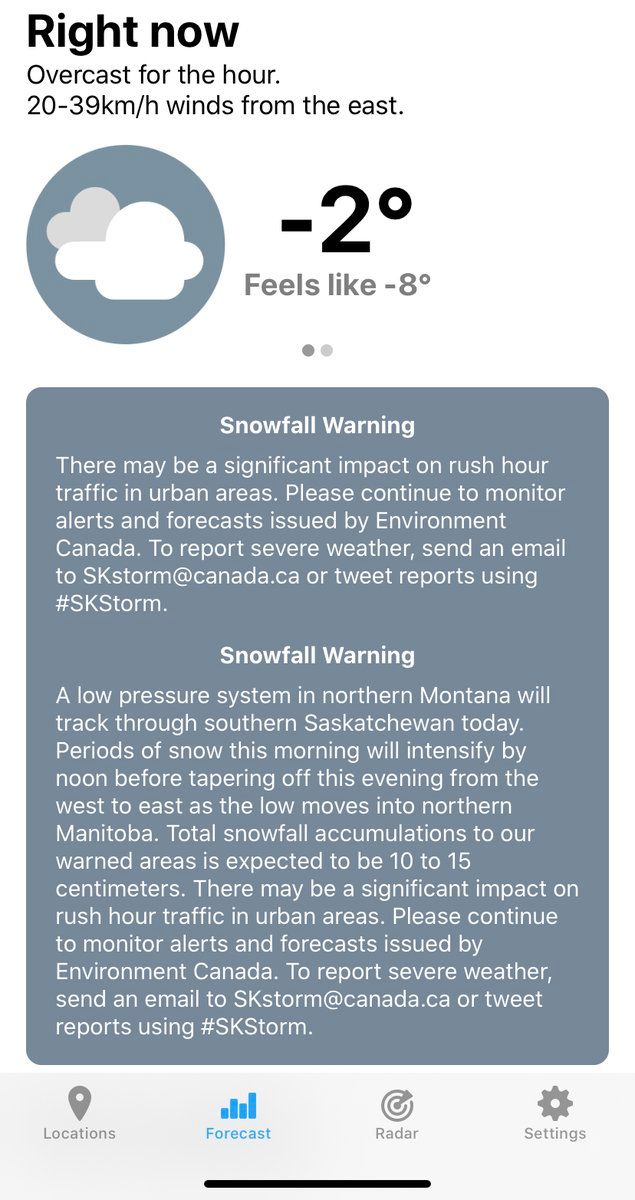 Right now
Overcast for the hour.
20-39km/h winds from the east.
-2°
Feels like -8°
Snowfall Warning
There may be a significant impact on rush hour
traffic in urban areas. Please continue to monitor
alerts and forecasts issued by Environment
Canada. To report severe weather, send an email
to SKstorm@canada.ca or tweet reports using
#SKStorm.
Snowfall Warning
A low pressure system in northern Montana will
track through southern Saskatchewan today.
Periods of snow this morning will intensify by
noon before tapering off this evening from the
west to east as the low moves into northern
Manitoba. Total snowfall accumulations to our
warned areas is expected to be 10 to 15
centimeters. There may be a significant impact on
rush hour traffic in urban areas. Please continue
to monitor alerts and forecasts issued by
Environment Canada. To report severe weather,
send an email to SKstorm@canada.ca or tweet
reports using #SKStorm.
Locations
Forecast
Radar
Settings